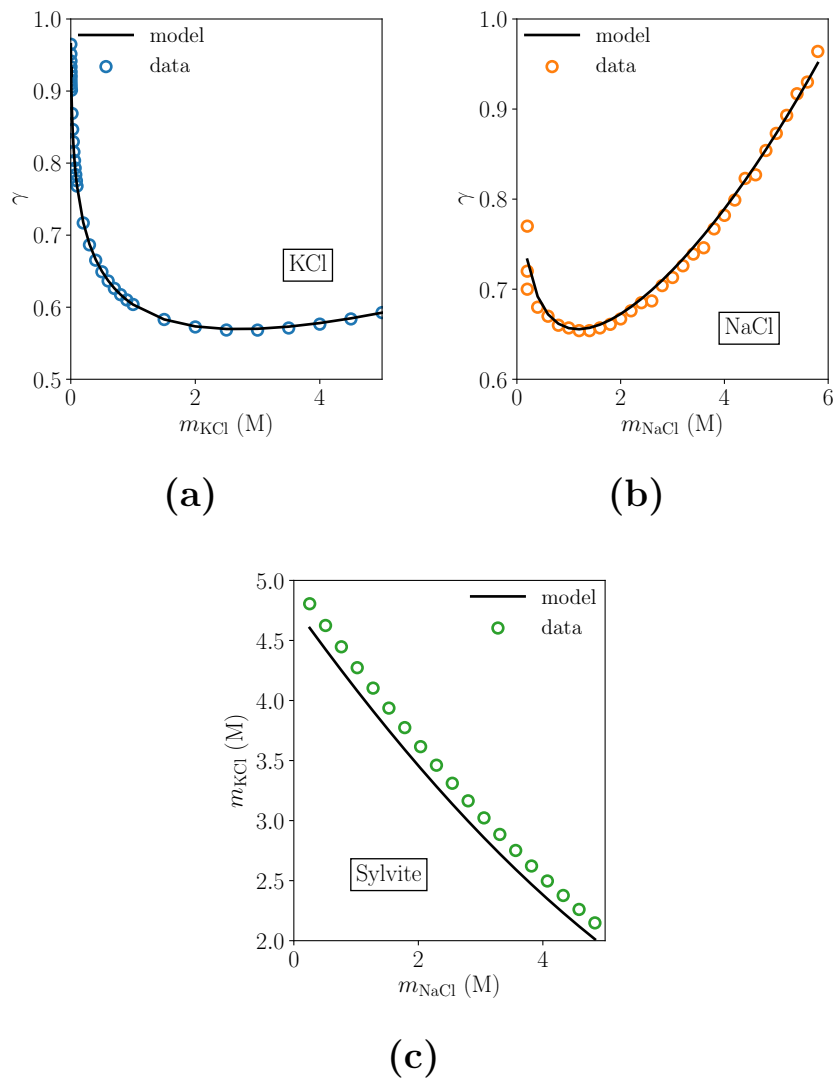 1.0
0.9
0.8
0.7
0.6
0.5
γ
model
data
KCl
0
2
4
m_KCl (M)
(a)
1.0
0.9
0.8
0.7
0.6
γ
model
data
NaCl
0
2
4
6
m_NaCl (M)
(b)
5.0
4.5
4.0
3.5
3.0
2.5
2.0
m_KCl (M)
model
data
Sylvite
0
2
4
m_NaCl (M)
(c)